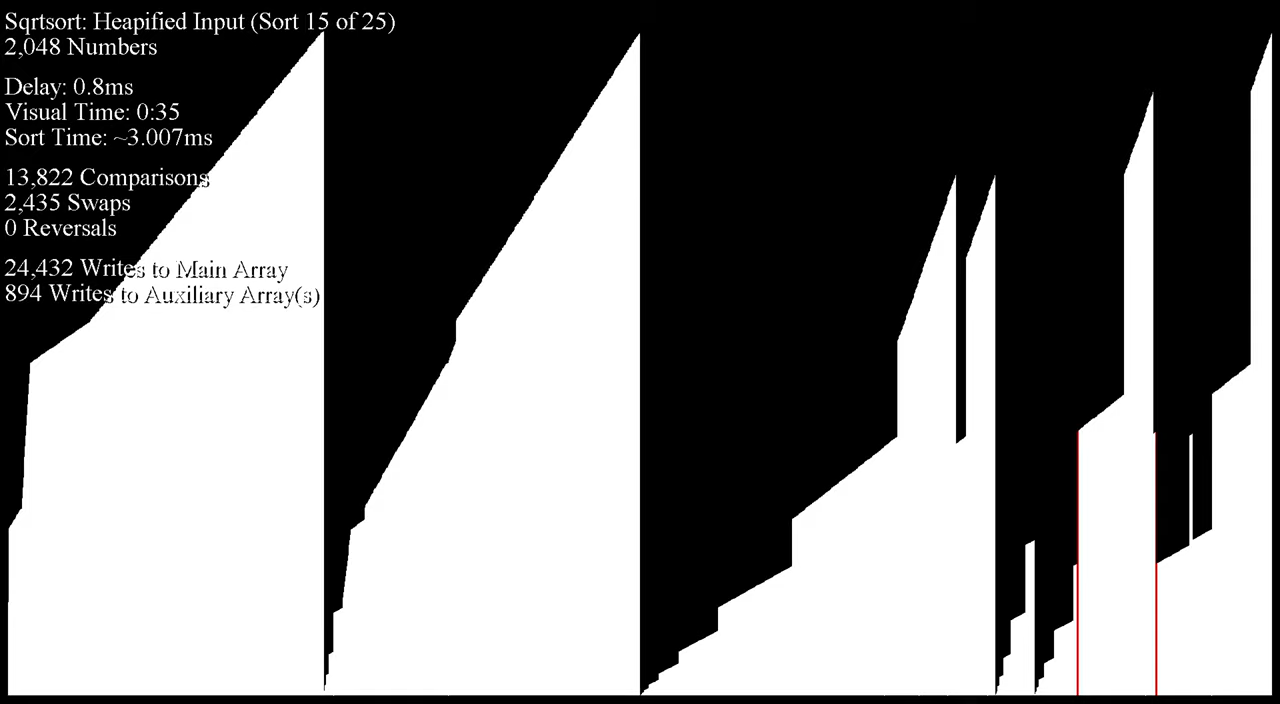 Sqrtsort: Heapified Input (Sort 15 of 25)
2,048 Numbers
Delay: 0.8ms
Visual Time: 0:35
Sort Time: ~3.007ms
13,822 Comparisons
2,435 Swaps
0 Reversals
24,432 Writes to Main Array
894 Writes to Auxiliary Array(s)